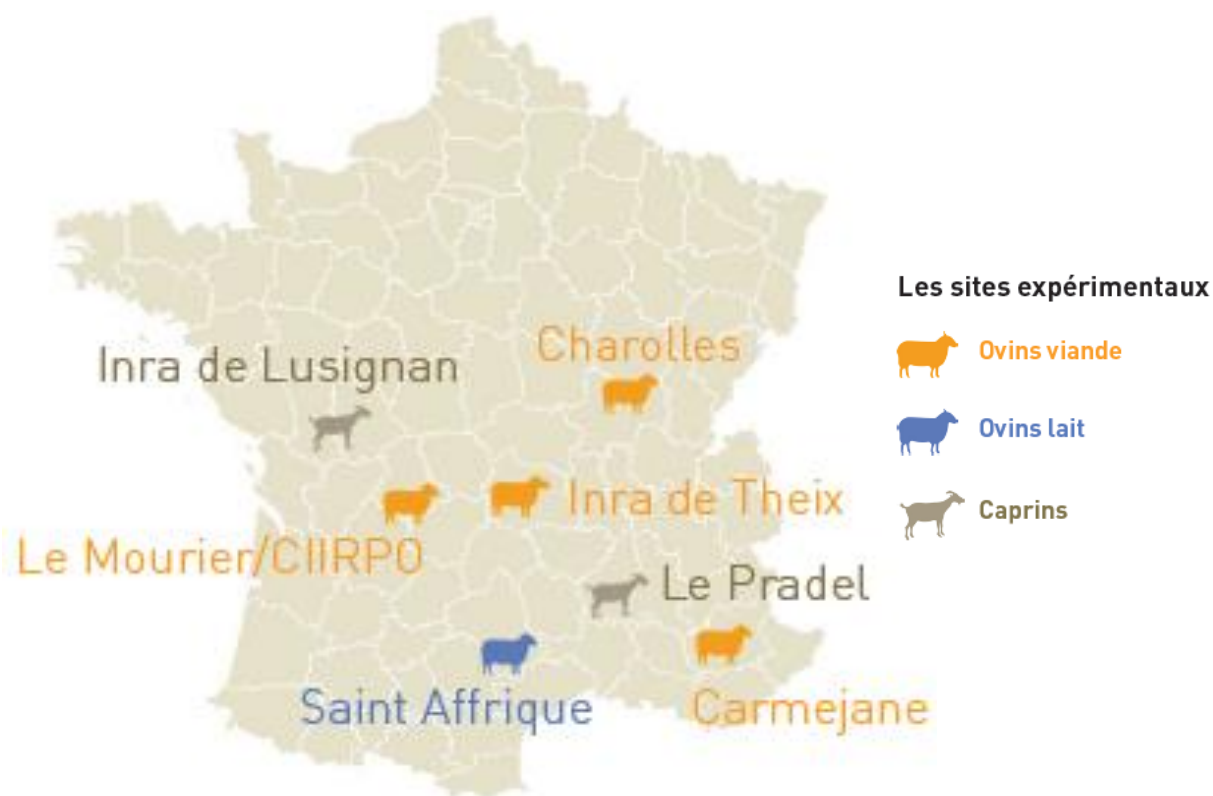 Charolles
Inra de Lusignan
Inra de Theix
Le Mourier/CIIRPO
Le Pradel
Saint Affrique
Carmejane
Les sites expérimentaux
Ovins viande
Ovins lait
Caprins